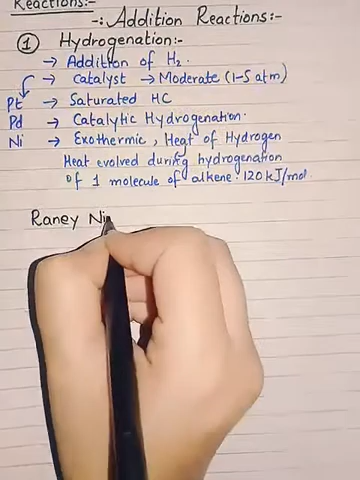 Reactions:-
-: Addition Reactions:-
① Hydrogenation:-
→ Addition of H₂.
→ Catalyst → Moderate (1-5 atm)
Pt → Saturated HC
Pd → Catalytic Hydrogenation.
Ni → Exothermic, Heat of Hydrogen
Heat evolved during hydrogenation
of 1 molecule of alkene. 120 kJ/mol.
Raney Ni